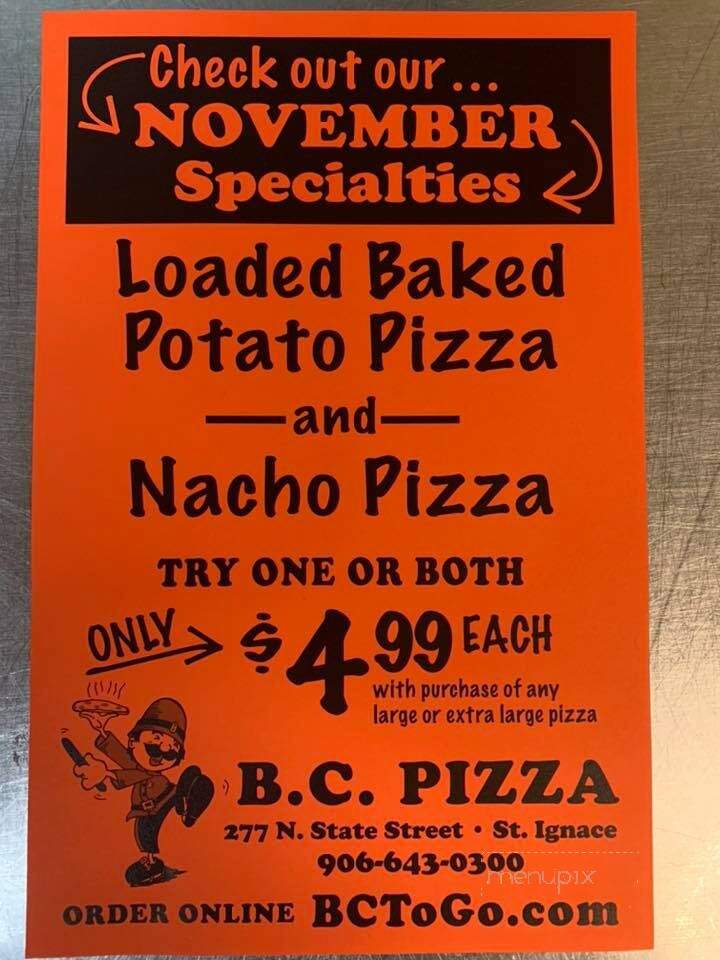 Check out our...
NOVEMBER
Specialties
Loaded Baked
Potato Pizza
—and—
Nacho Pizza
TRY ONE OR BOTH
ONLY $4.99 EACH
with purchase of any
large or extra large pizza
B.C. PIZZA
277 N. State Street • St. Ignace
906-643-0300
menupix
ORDER ONLINE BCToGo.com